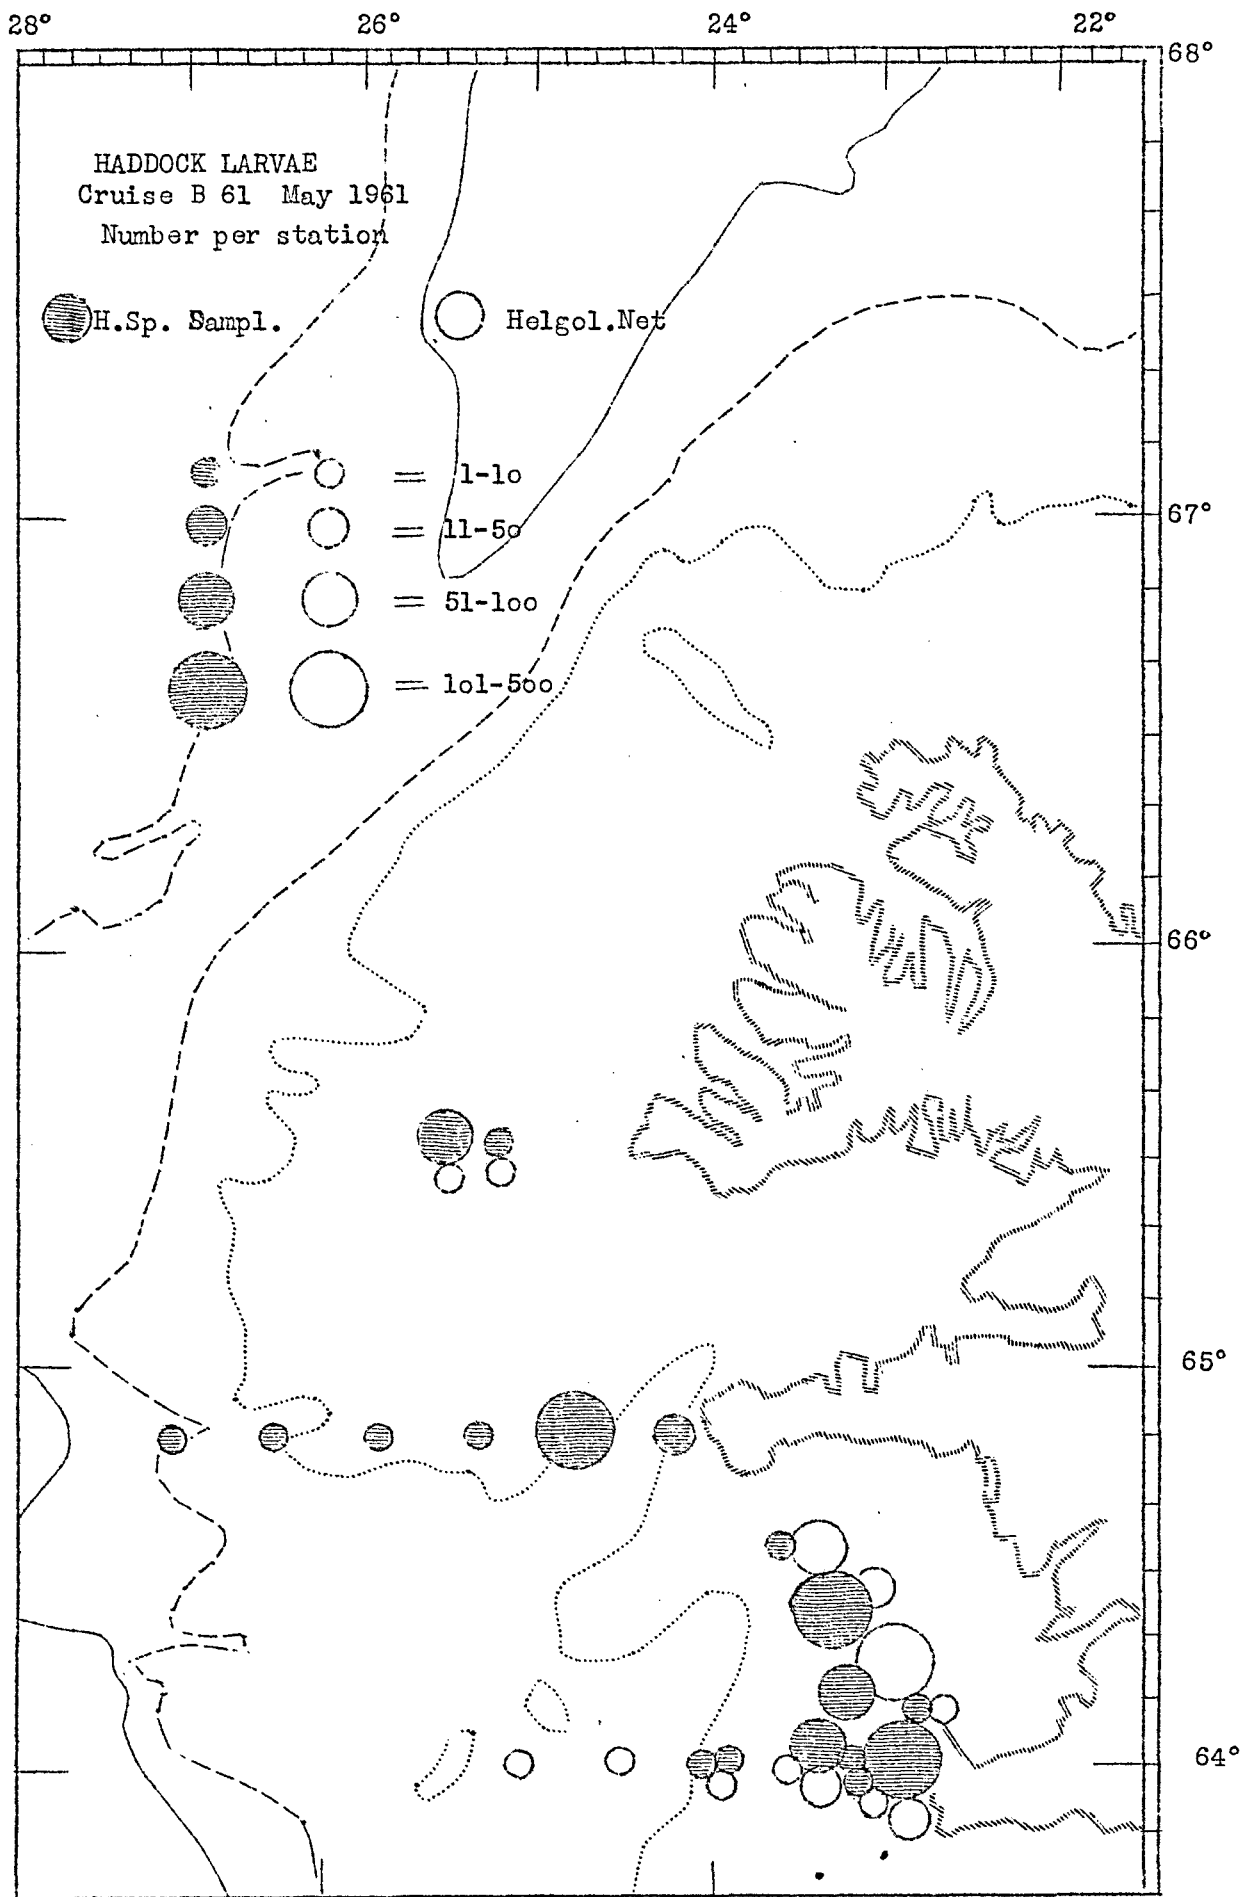 28° 26° 24° 22°
68°
HADDOCK LARVAE
Cruise B 61 May 1961
Number per station
H.Sp. Sampl. Helgol.Net
= 1-1o
67°
= 11-5o
= 51-1oo
= 1o1-5oo
66°
65°
64°